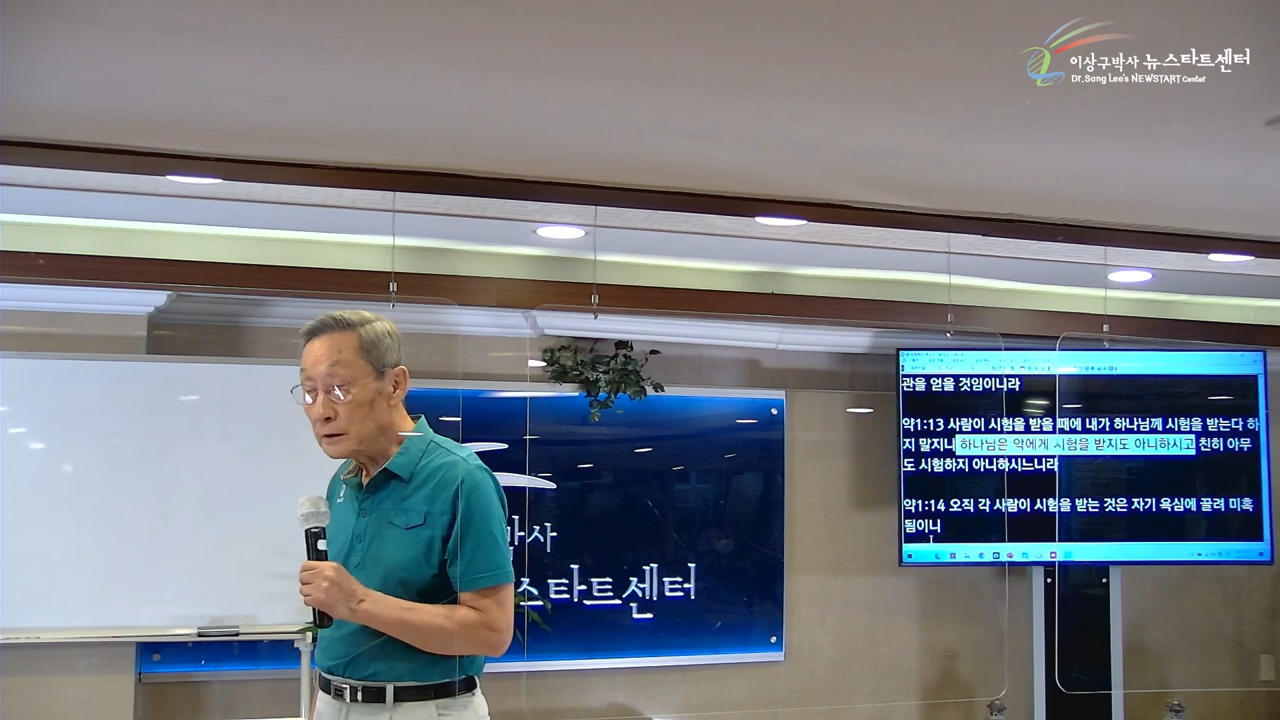 이상구박사 뉴스타트센터
Dr. Sang Lee's NEWSTART Center
관을 얻을 것임이니라
약1:13 사람이 시험을 받을 때에 내가 하나님께 시험을 받는다 하
지 말지니 하나님은 악에게 시험을 받지도 아니하시고 친히 아무
도 시험하지 아니하시느니라
약1:14 오직 각 사람이 시험을 받는 것은 자기 욕심에 끌려 미혹
됨이니
박사
스타트센터